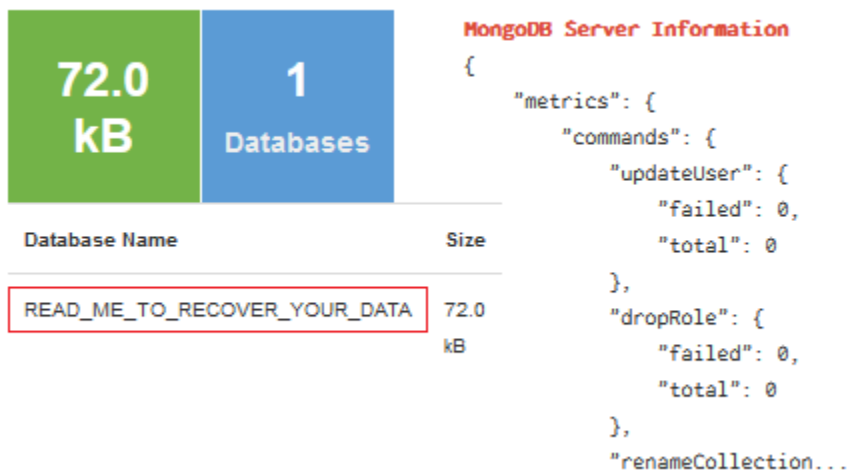 72.0
kB
1
Databases
Database Name Size
READ_ME_TO_RECOVER_YOUR_DATA 72.0
kB
MongoDB Server Information
{
"metrics": {
"commands": {
"updateUser": {
"failed": 0,
"total": 0
},
"dropRole": {
"failed": 0,
"total": 0
},
"renameCollection...